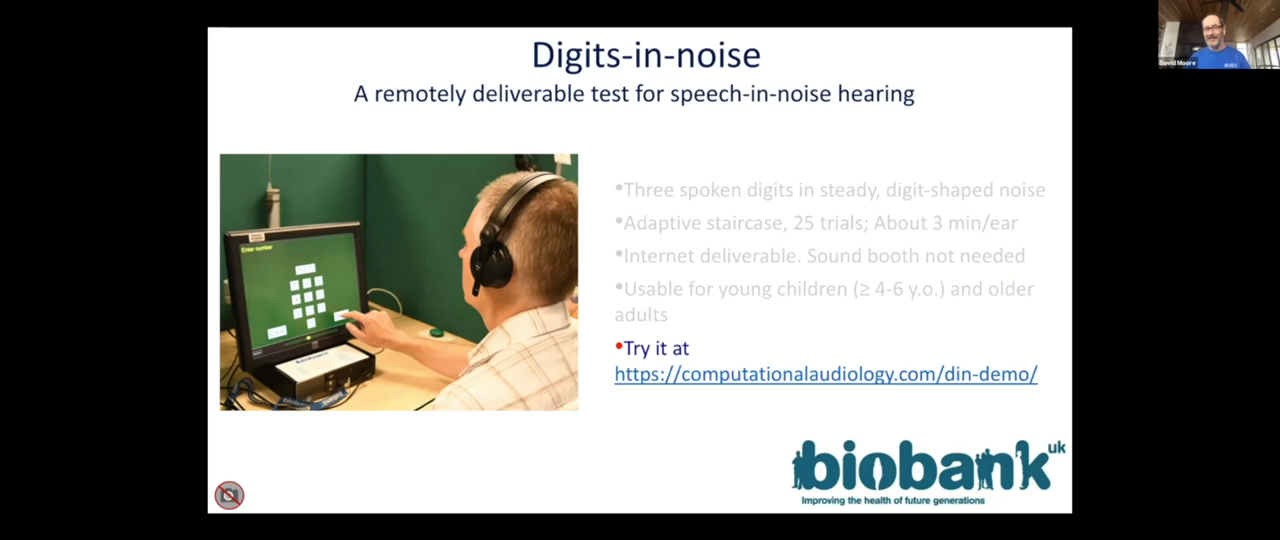 Digits-in-noise
A remotely deliverable test for speech-in-noise hearing
David Moore
•Three spoken digits in steady, digit-shaped noise
•Adaptive staircase, 25 trials; About 3 min/ear
•Internet deliverable. Sound booth not needed
•Usable for young children (≥ 4-6 y.o.) and older
adults
•Try it at
https://computationalaudiology.com/din-demo/
Enter number
biobank uk
Improving the health of future generations